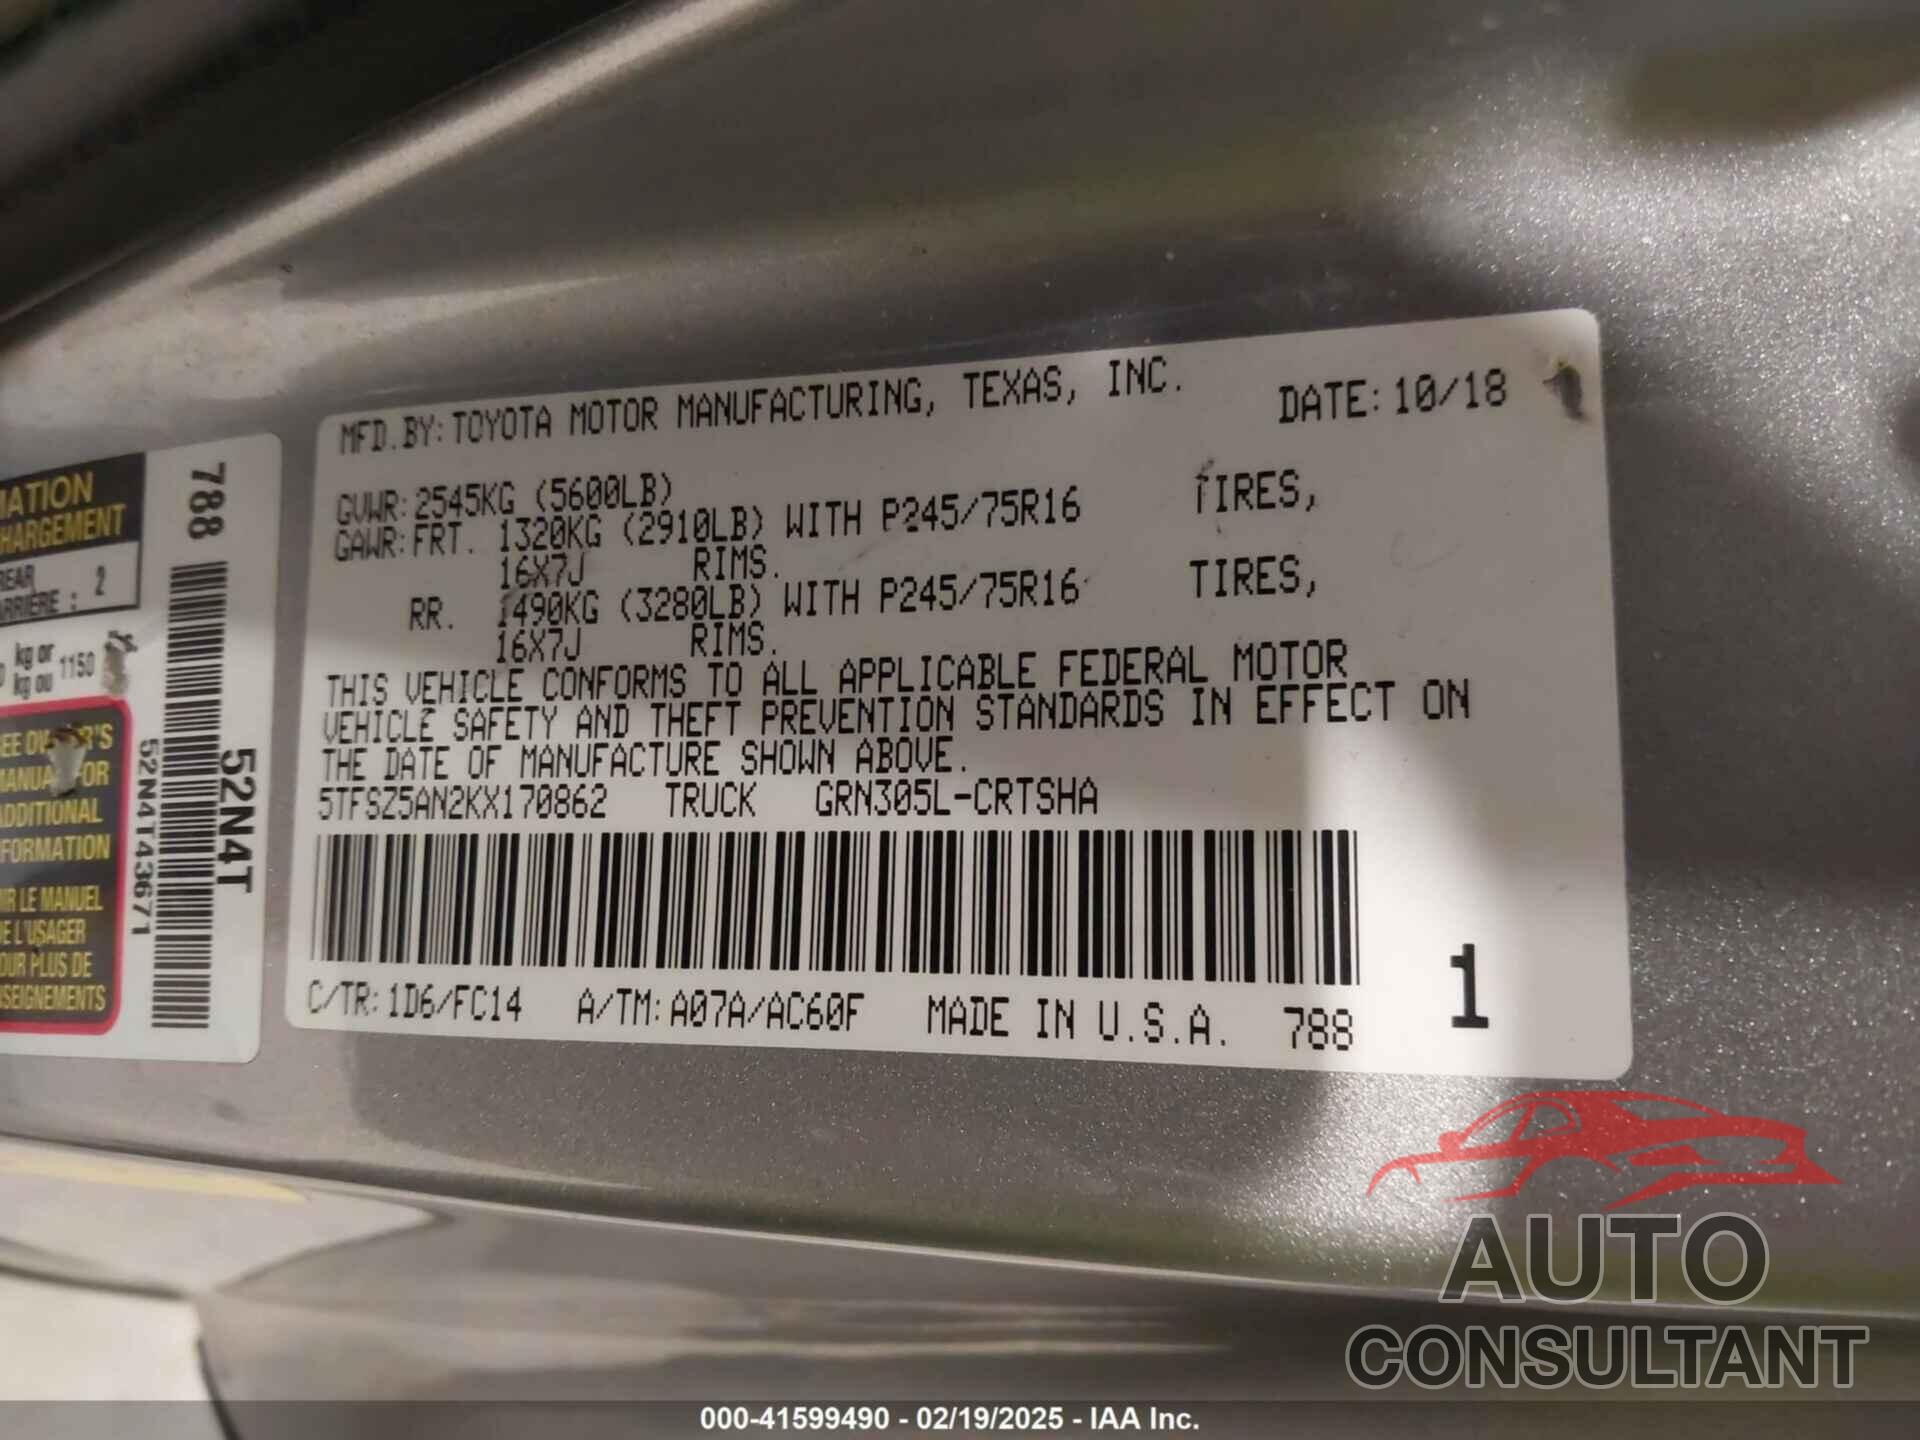 MFD.BY:TOYOTA MOTOR MANUFACTURING, TEXAS, INC. DATE:10/18
GVWR:2545KG (5600LB)
GAWR:FRT. 1320KG (2910LB) WITH P245/75R16 TIRES,
16X7J RIMS.
RR. 1490KG (3280LB) WITH P245/75R16 TIRES,
16X7J RIMS.
THIS VEHICLE CONFORMS TO ALL APPLICABLE FEDERAL MOTOR
VEHICLE SAFETY AND THEFT PREVENTION STANDARDS IN EFFECT ON
THE DATE OF MANUFACTURE SHOWN ABOVE.
5TFSZ5AN2KX170862 TRUCK GRN305L-CRTSHA
C/TR:1D6/FC14 A/TM:A07A/AC60F MADE IN U.S.A. 788
1
MATION
HARGEMENT
REAR
ARRIÈRE : 2
kg or
kg ou 1150
MANUAL FOR
ADDITIONAL
FORMATION
IR LE MANUEL
DE L'USAGER
OUR PLUS DE
NSEIGNEMENTS
788
52N4T43671
52N4T
AUTO
CONSULTANT
000-41599490 - 02/19/2025 - IAA Inc.